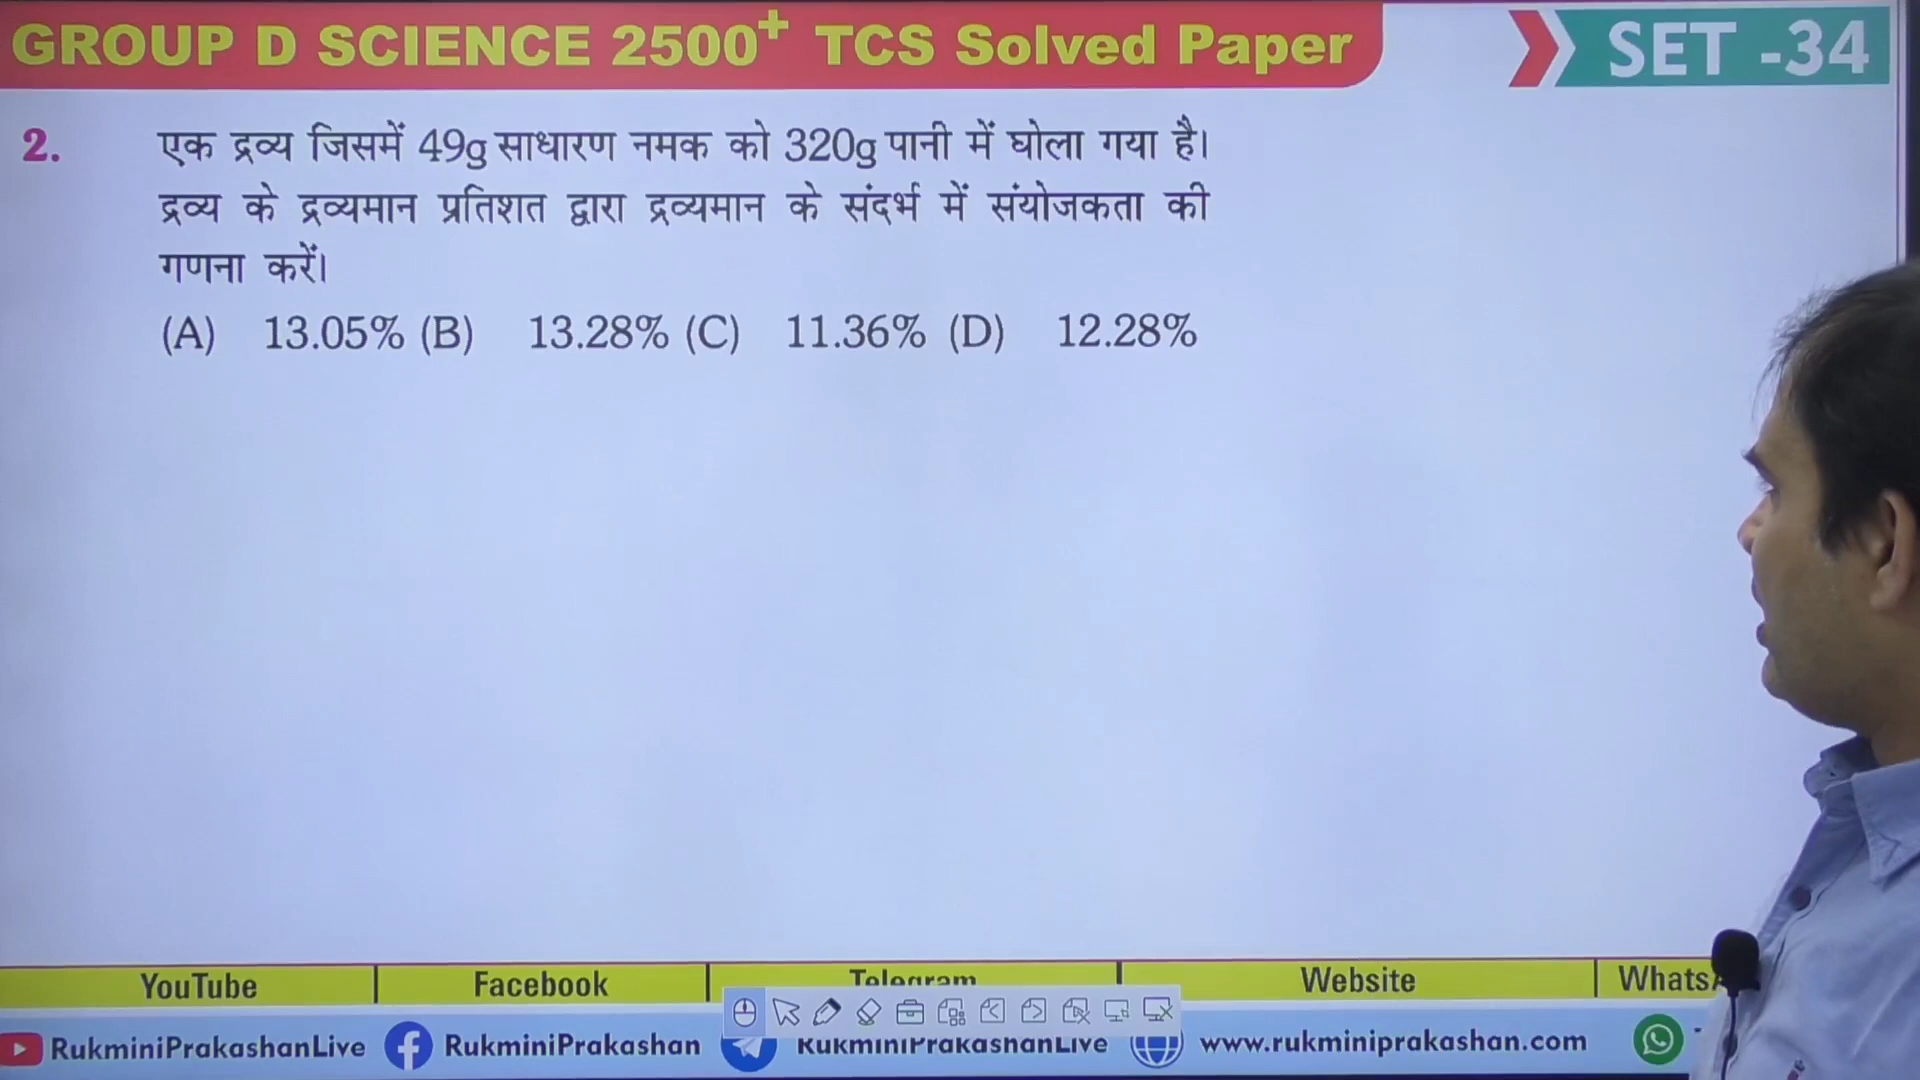 GROUP D SCIENCE 2500+ TCS Solved Paper
SET -34
2. एक द्रव्य जिसमें 49g साधारण नमक को 320g पानी में घोला गया है।
द्रव्य के द्रव्यमान प्रतिशत द्वारा द्रव्यमान के संदर्भ में संयोजकता की
गणना करें।
(A) 13.05% (B) 13.28% (C) 11.36% (D) 12.28%
YouTube Facebook Telegram Website
RukminiPrakashanLive RukminiPrakashan RukminiPrakashanLive www.rukminiprakashan.com